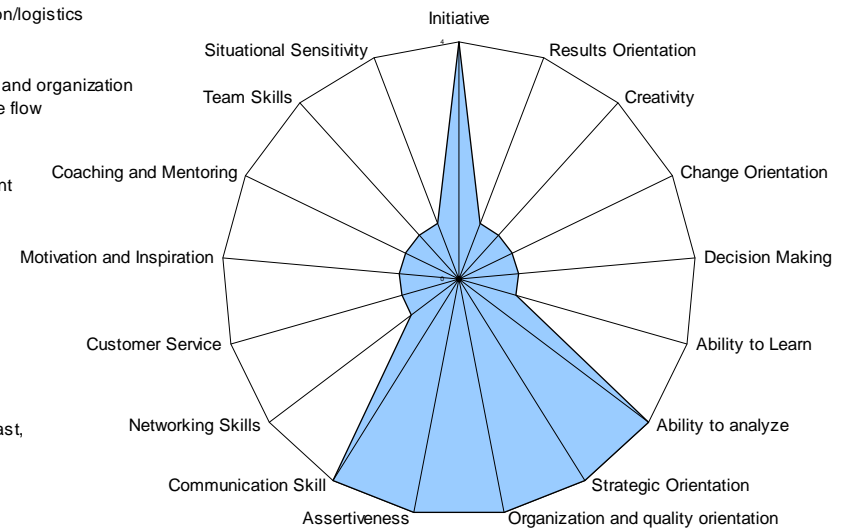 on/logistics
and organization
e flow
nt
ast,
Initiative
4
Situational Sensitivity
Results Orientation
Team Skills
Creativity
Coaching and Mentoring
Change Orientation
Motivation and Inspiration
Decision Making
0
Customer Service
Ability to Learn
Networking Skills
Ability to analyze
Communication Skill
Strategic Orientation
Assertiveness
Organization and quality orientation